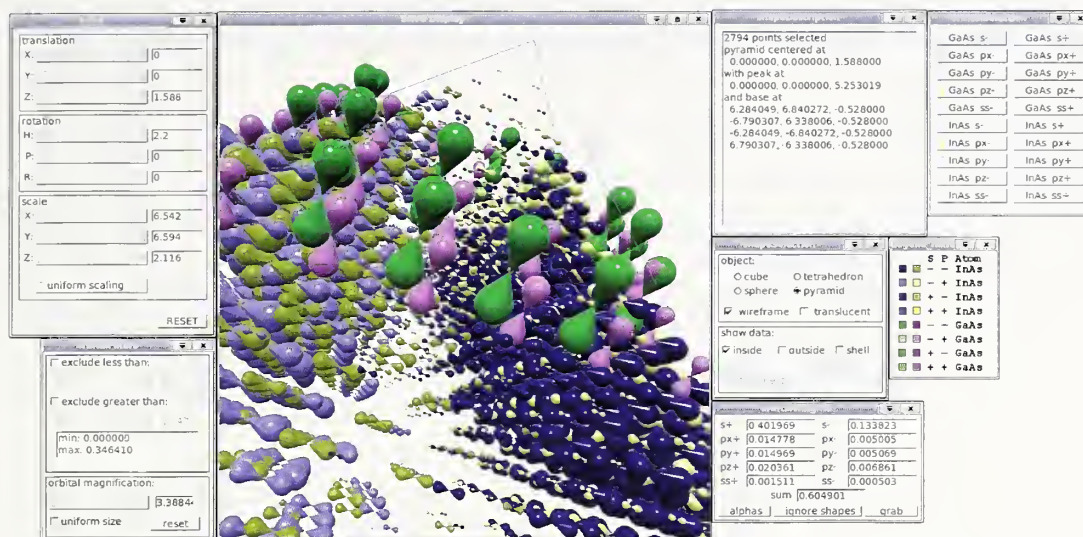 translation
X: 0
Y: 0
Z: 1.586
rotation
H: 2.2
P: 0
R: 0
scale
X: 6.542
Y: 6.594
Z: 2.116
uniform scaling
RESET
exclude less than:
exclude greater than:
min: 0.000000
max. 0.346410
orbital magnification:
3.3884
uniform size reset
2794 points selected
pyramid centered at
0.000000, 0.000000, 1.588000
with peak at
0.000000, 0.000000, 5.253019
and base at
6.284049, 6.840272, -0.528000
-6.790307, 6.338006, -0.528000
-6.284049, -6.840272, -0.528000
6.790307, -6.338006, -0.528000
GaAs s- GaAs s+
GaAs px- GaAs px+
GaAs py- GaAs py+
GaAs pz- GaAs pz+
GaAs ss- GaAs ss+
InAs s- InAs s+
InAs px- InAs px+
InAs py- InAs py+
InAs pz- InAs pz+
InAs ss- InAs ss+
object:
cube tetrahedron
sphere pyramid
wireframe translucent
show data:
inside outside shell
S P Atom
- - InAs
- + InAs
+ - InAs
+ + InAs
- - GaAs
- + GaAs
+ - GaAs
+ + GaAs
s+ 0.401969 s- 0.133823
px+ 0.014778 px- 0.005005
py+ 0.014969 py- 0.005069
pz+ 0.020361 pz- 0.006861
ss+ 0.001511 ss- 0.000503
sum 0.604901
alphas ignore shapes grab